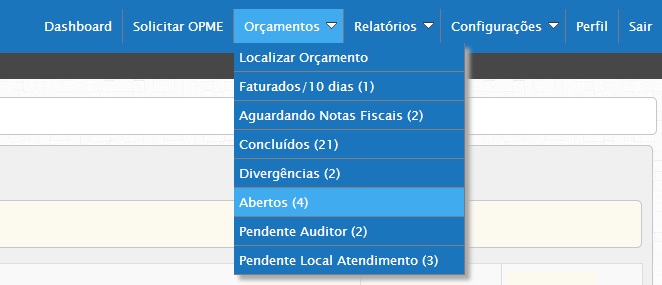 Dashboard Solicitar OPME Orçamentos Relatórios Configurações Perfil Sair
Localizar Orçamento
Faturados/10 dias (1)
Aguardando Notas Fiscais (2)
Concluídos (21)
Divergências (2)
Abertos (4)
Pendente Auditor (2)
Pendente Local Atendimento (3)